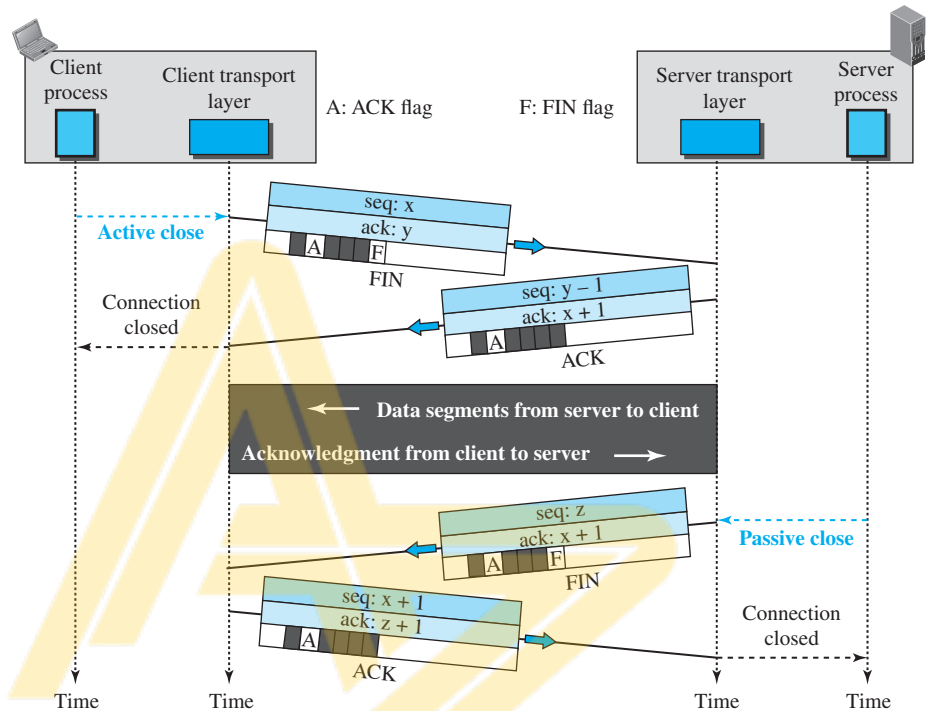 Client
process
Client transport
layer
A: ACK flag
F: FIN flag
Server transport
layer
Server
process
Active close
seq: x
ack: y
A
F
FIN
seq: y – 1
ack: x + 1
A
ACK
Connection
closed
Data segments from server to client
Acknowledgment from client to server
seq: z
ack: x + 1
A
F
FIN
Passive close
seq: x + 1
ack: z + 1
A
ACK
Connection
closed
Time
Time
Time
Time